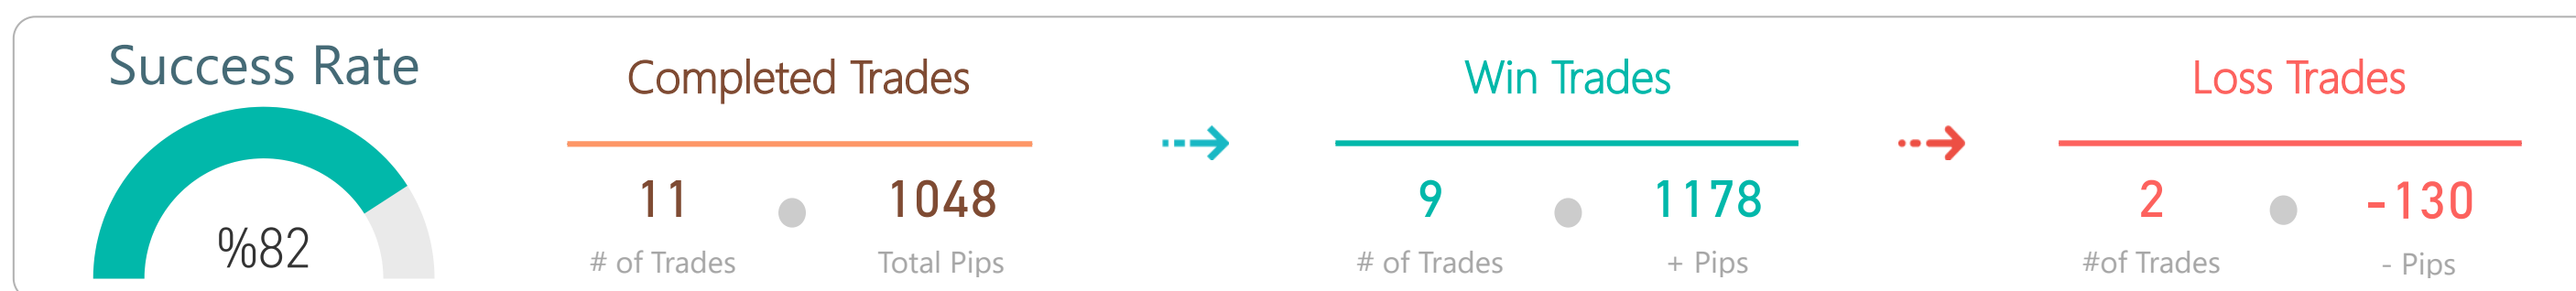 Success Rate
%82
Completed Trades
11 1048
# of Trades Total Pips
Win Trades
9 1178
# of Trades + Pips
Loss Trades
2 -130
#of Trades - Pips